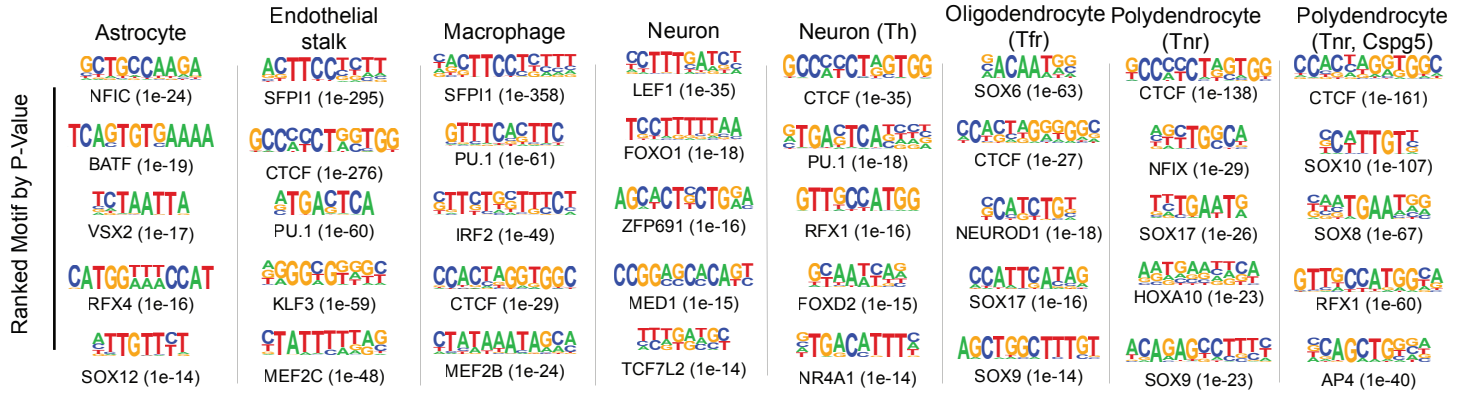 Ranked Motif by P-Value
Astrocyte
Endothelial
stalk
Macrophage
Neuron
Neuron (Th)
Oligodendrocyte
(Tfr)
Polydendrocyte
(Tnr)
Polydendrocyte
(Tnr, Cspg5)
NFIC (1e-24)
SFPI1 (1e-295)
SFPI1 (1e-358)
LEF1 (1e-35)
CTCF (1e-35)
SOX6 (1e-63)
CTCF (1e-138)
CTCF (1e-161)
BATF (1e-19)
CTCF (1e-276)
PU.1 (1e-61)
FOXO1 (1e-18)
PU.1 (1e-18)
CTCF (1e-27)
NFIX (1e-29)
SOX10 (1e-107)
VSX2 (1e-17)
PU.1 (1e-60)
IRF2 (1e-49)
ZFP691 (1e-16)
RFX1 (1e-16)
NEUROD1 (1e-18)
SOX17 (1e-26)
SOX8 (1e-67)
RFX4 (1e-16)
KLF3 (1e-59)
CTCF (1e-29)
MED1 (1e-15)
FOXD2 (1e-15)
SOX17 (1e-16)
HOXA10 (1e-23)
RFX1 (1e-60)
SOX12 (1e-14)
MEF2C (1e-48)
MEF2B (1e-24)
TCF7L2 (1e-14)
NR4A1 (1e-14)
SOX9 (1e-14)
SOX9 (1e-23)
AP4 (1e-40)